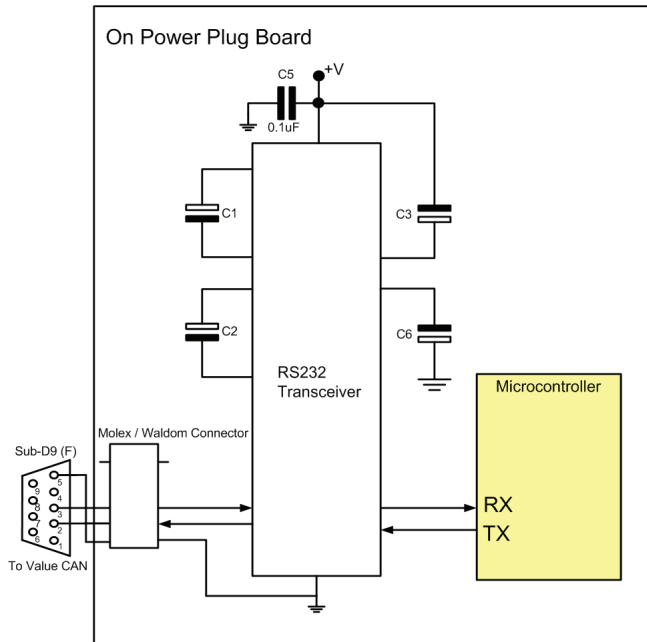 On Power Plug Board
+V
C5
0.1uF
C1
C3
C2
C6
RS232
Transceiver
Microcontroller
Molex / Waldom Connector
Sub-D9 (F)
5
9
4
8
3
7
2
6
1
RX
TX
To Value CAN